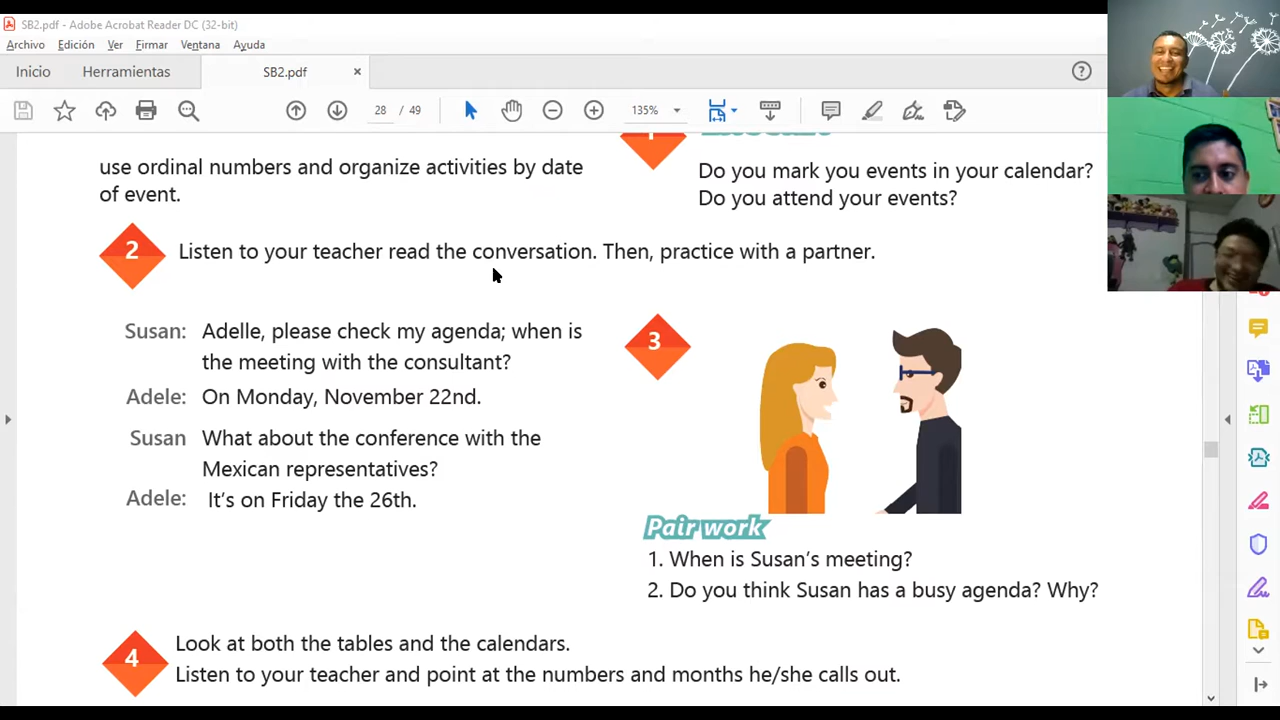 SB2.pdf - Adobe Acrobat Reader DC (32-bit)
Archivo Edición Ver Firmar Ventana Ayuda
Inicio Herramientas SB2.pdf ×
28 / 49 135%
use ordinal numbers and organize activities by date
of event.
Do you mark you events in your calendar?
Do you attend your events?
2 Listen to your teacher read the conversation. Then, practice with a partner.
Susan: Adelle, please check my agenda; when is
the meeting with the consultant?
Adele: On Monday, November 22nd.
Susan What about the conference with the
Mexican representatives?
Adele: It's on Friday the 26th.
3
Pair work
1. When is Susan's meeting?
2. Do you think Susan has a busy agenda? Why?
4 Look at both the tables and the calendars.
Listen to your teacher and point at the numbers and months he/she calls out.